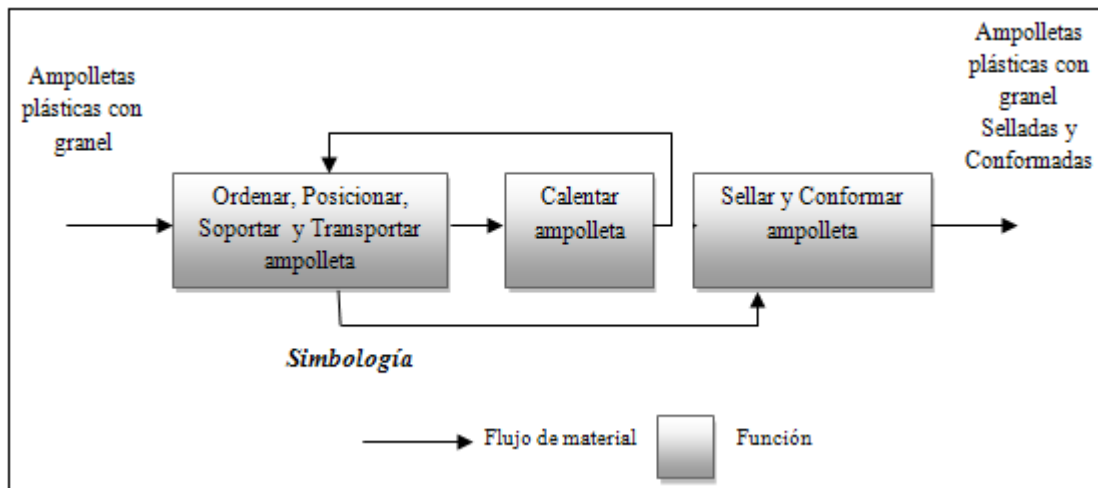 Ampolletas
plásticas con
granel
Ampolletas
plásticas con
granel
Selladas y
Conformadas
Ordenar, Posicionar,
Soportar y Transportar
ampolleta
Calentar
ampolleta
Sellar y Conformar
ampolleta
Simbología
Flujo de material
Función